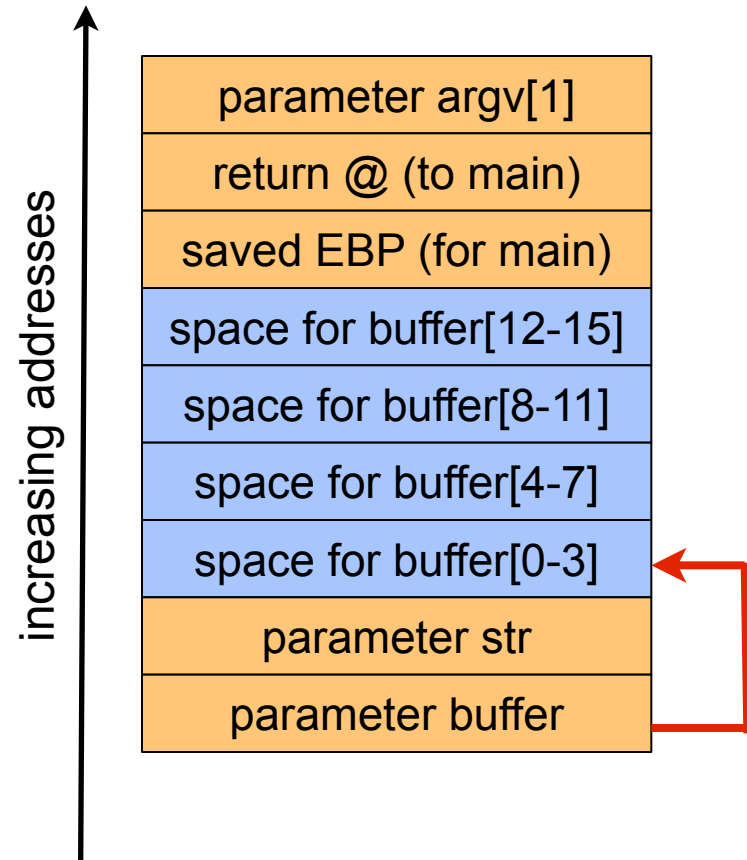 increasing addresses
parameter argv[1]
return @ (to main)
saved EBP (for main)
space for buffer[12-15]
space for buffer[8-11]
space for buffer[4-7]
space for buffer[0-3]
parameter str
parameter buffer